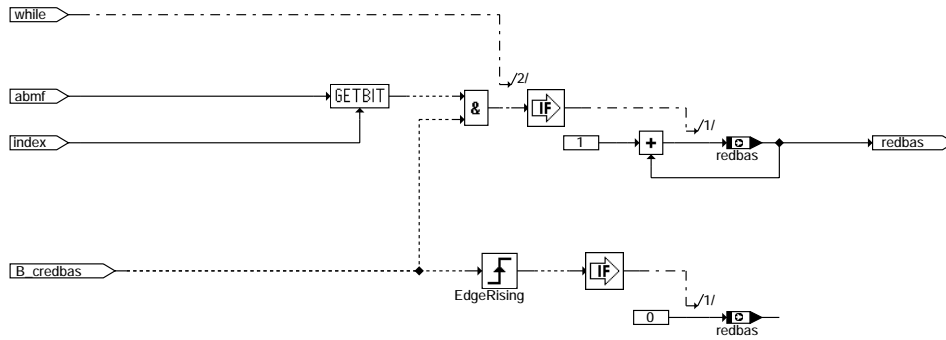 while
/2/
abmf
GETBIT
&
IF
index
1
+
/1/
redbas
redbas
B_credbas
EdgeRising
IF
/1/
0
redbas